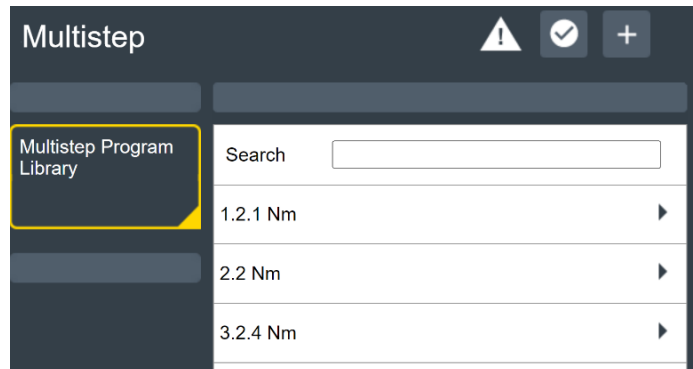 Multistep
Multistep Program
Library
Search
1.2.1 Nm
2.2 Nm
3.2.4 Nm